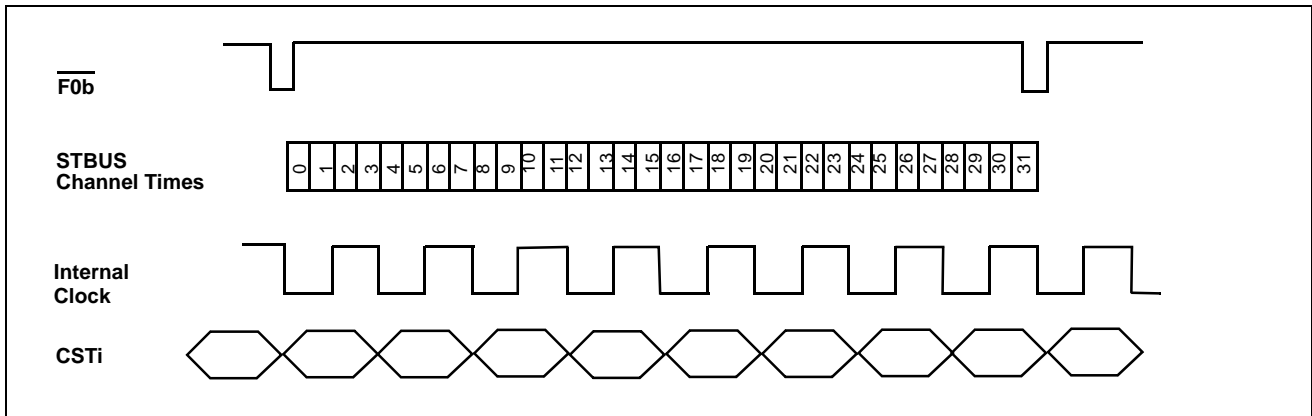 F0b
STBUS
Channel Times
0 1 2 3 4 5 6 7 8 9 10 11 12 13 14 15 16 17 18 19 20 21 22 23 24 25 26 27 28 29 30 31
Internal
Clock
CSTi